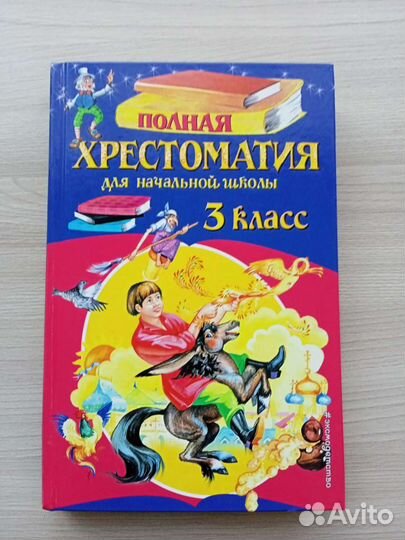 ПОЛНАЯ
ХРЕСТОМАТИЯ
для начальной школы
3 класс
#эксмодетство
Avito